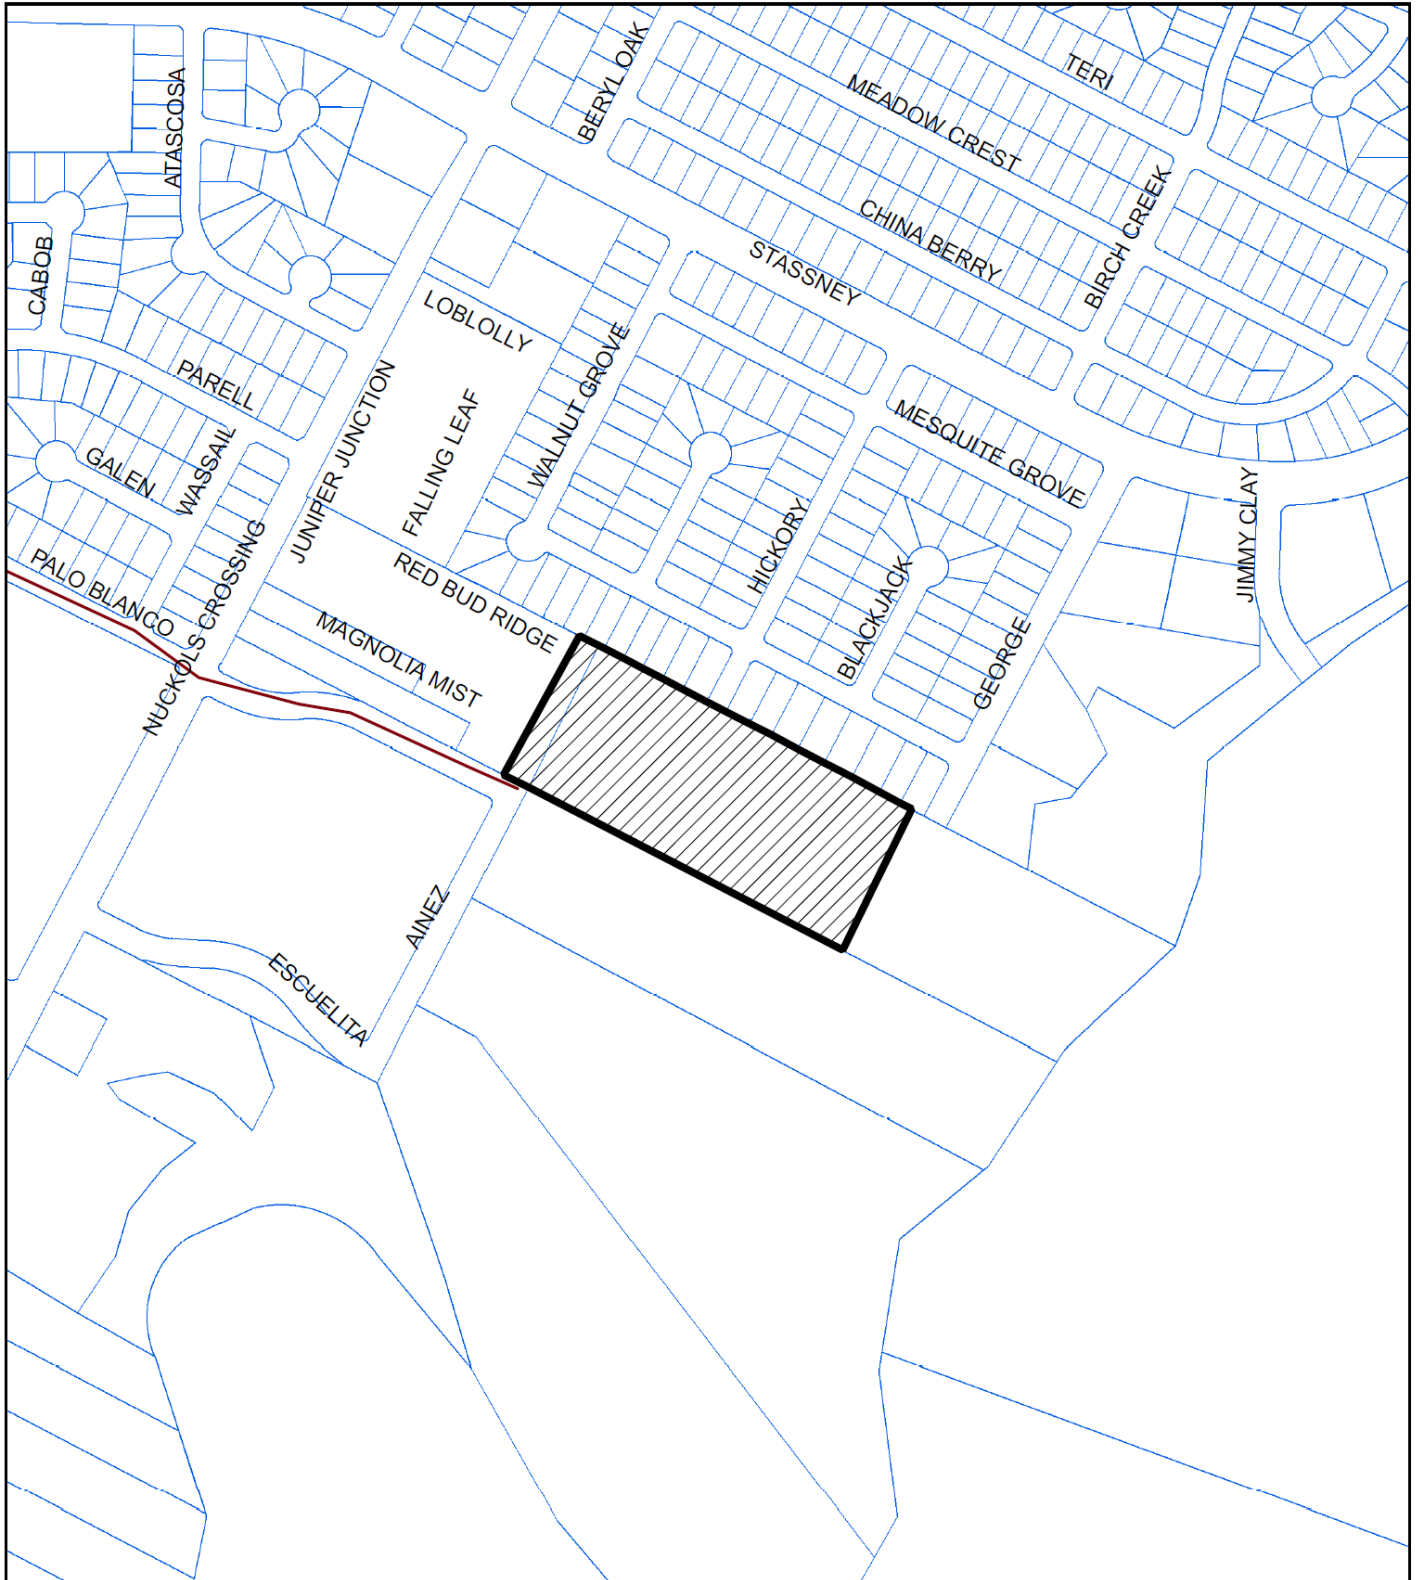 TERI
BERYL OAK
MEADOW CREST
ATASCOSA
BIRCH CREEK
CHINA BERRY
CABOB
STASSNEY
LOBLOLLY
PARELL
WALNUT GROVE
JUNIPER JUNCTION
FALLING LEAF
MESQUITE GROVE
WASSAIL
GALEN
JIMMY CLAY
HICKORY
NUCKOLS CROSSING
PALO BLANCO
RED BUD RIDGE
BLACKJACK
MAGNOLIA MIST
GEORGE
AINEZ
ESCUELITA